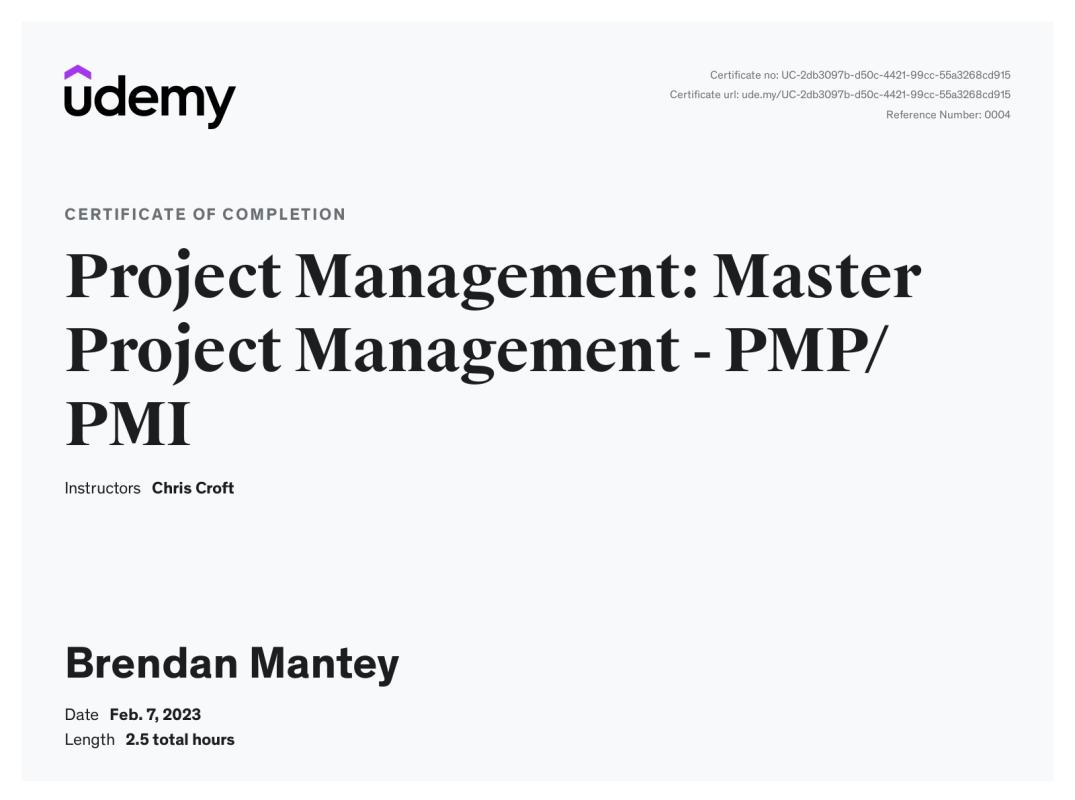 udemy
Certificate no: UC-2db3097b-d50c-4421-99cc-55a3268cd915
Certificate url: ude.my/UC-2db3097b-d50c-4421-99cc-55a3268cd915
Reference Number: 0004
CERTIFICATE OF COMPLETION
Project Management: Master
Project Management - PMP/
PMI
Instructors Chris Croft
Brendan Mantey
Date Feb. 7, 2023
Length 2.5 total hours